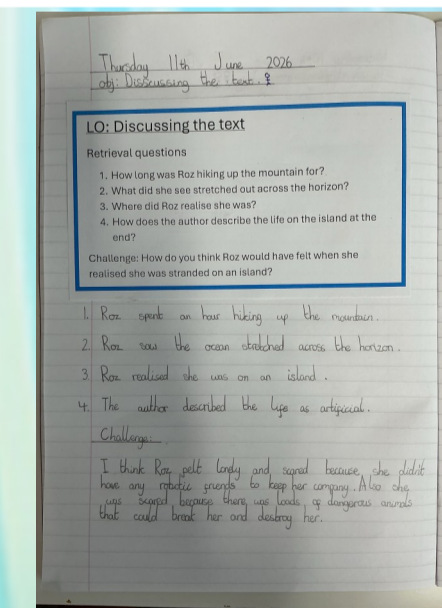 Thursday 11th June 2026
obj: Disscussing the text.
LO: Discussing the text
Retrieval questions
1. How long was Roz hiking up the mountain for?
2. What did she see stretched out across the horizon?
3. Where did Roz realise she was?
4. How does the author describe the life on the island at the
end?
Challenge: How do you think Roz would have felt when she
realised she was stranded on an island?
1. Roz spent an hour hiking up the mountain.
2. Roz saw the ocean stretched across the horizon.
3. Roz realised she was on an island.
4. The author described the life as artificial.
Challenge:
I think Roz felt lonely and scared because she didn't
have any robotic friends to keep her company. Also she
was scared because there was loads of dangerous animals
that could break her and destroy her.